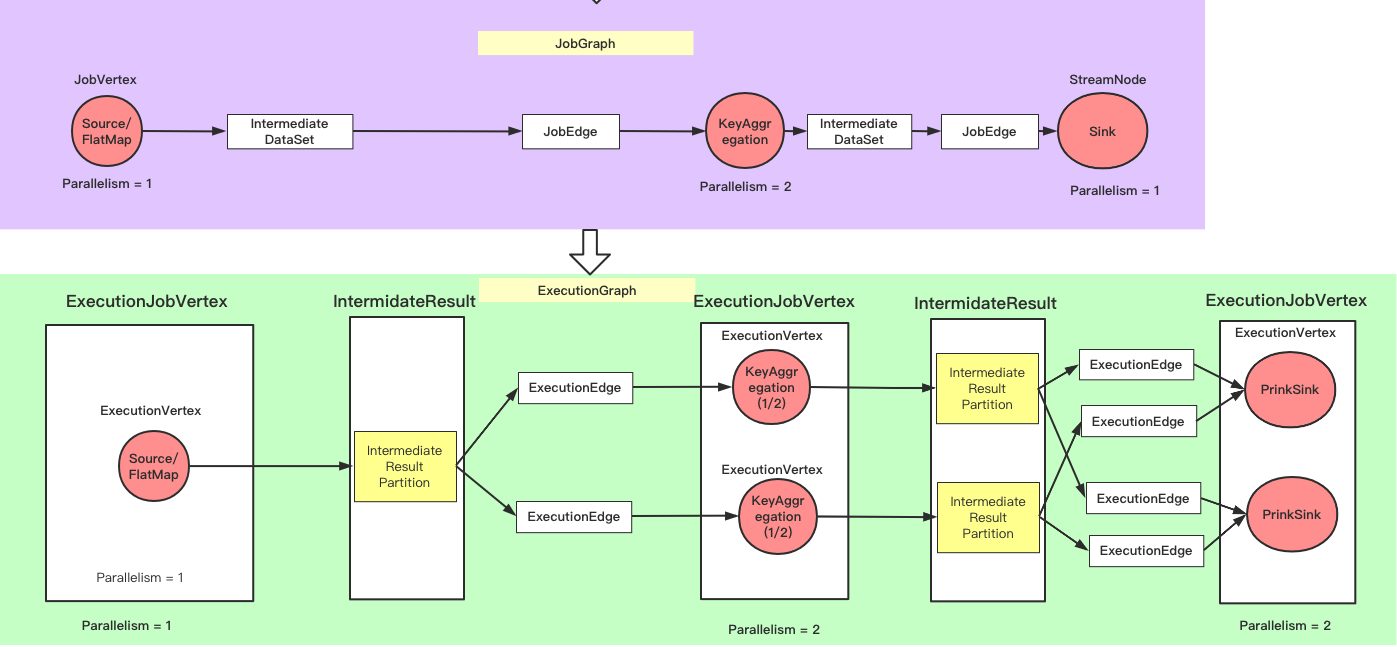 JobGraph
JobVertex
StreamNode
Source/
FlatMap
Intermediate
DataSet
JobEdge
KeyAggr
egation
Intermediate
DataSet
JobEdge
Sink
Parallelism = 1
Parallelism = 2
Parallelism = 1
ExecutionGraph
ExecutionJobVertex
IntermidateResult
ExecutionJobVertex
IntermidateResult
ExecutionJobVertex
ExecutionVertex
Source/
FlatMap
Parallelism = 1
Parallelism = 1
Intermediate
Result
Partition
ExecutionEdge
ExecutionEdge
ExecutionVertex
KeyAggr
egation
(1/2)
ExecutionVertex
KeyAggr
egation
(1/2)
Parallelism = 2
Intermediate
Result
Partition
Intermediate
Result
Partition
ExecutionEdge
ExecutionEdge
ExecutionEdge
ExecutionEdge
ExecutionVertex
PrinkSink
PrinkSink
Parallelism = 2